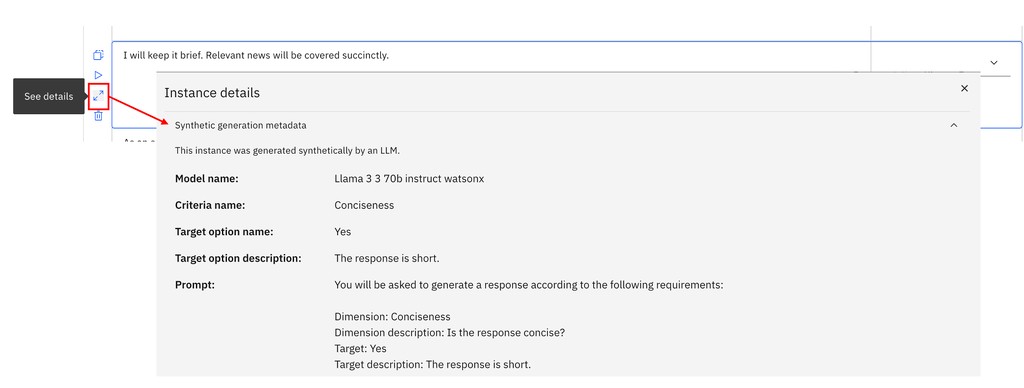 I will keep it brief. Relevant news will be covered succinctly.
See details
Instance details
Synthetic generation metadata
This instance was generated synthetically by an LLM.
Model name: Llama 3 3 70b instruct watsonx
Criteria name: Conciseness
Target option name: Yes
Target option description: The response is short.
Prompt: You will be asked to generate a response according to the following requirements:
Dimension: Conciseness
Dimension description: Is the response concise?
Target: Yes
Target description: The response is short.